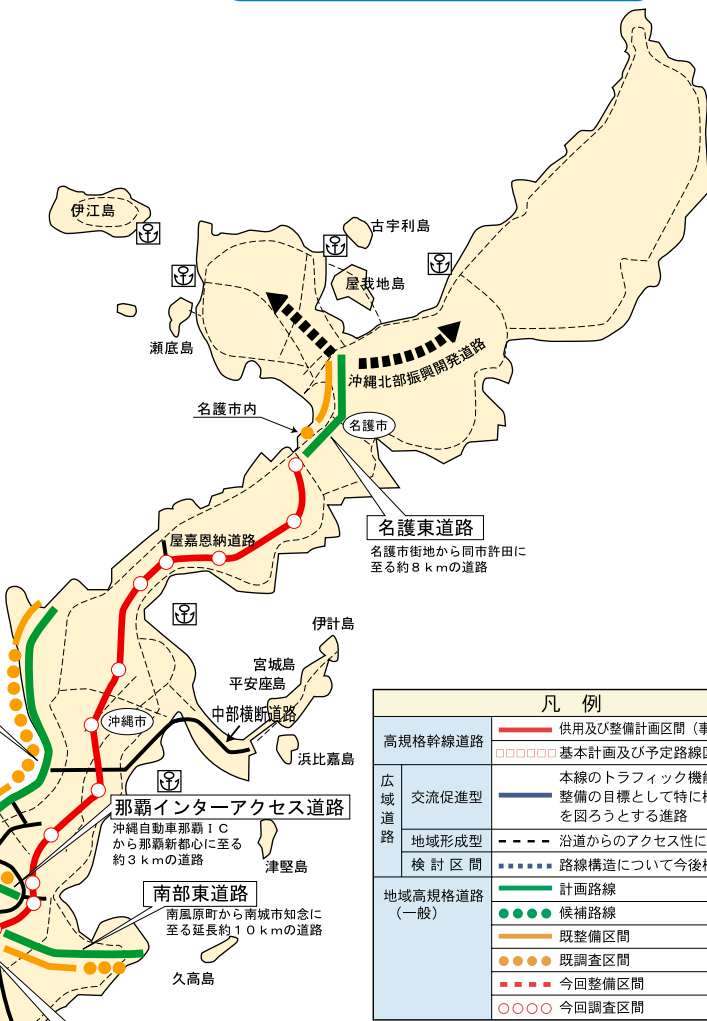 伊江島
古宇利島
屋我地島
瀬底島
沖縄北部振興開発道路
名護市内
名護市
名護東道路
名護市街地から同市許田に
至る約8kmの道路
屋嘉恩納道路
伊計島
宮城島
平安座島
中部横断道路
沖縄市
浜比嘉島
那覇インターアクセス道路
沖縄自動車那覇IC
から那覇新都心に至る
約3kmの道路
津堅島
南部東道路
南風原町から南城市知念に
至る延長約10kmの道路
久高島
凡 例
高規格幹線道路
供用及び整備計画区間（事
基本計画及び予定路線区
広域道路
交流促進型
本線のトラフィック機能
整備の目標として特に
を図ろうとする進路
地域形成型
沿道からのアクセス性に
検討区間
路線構造について今後
地域高規格道路
（一般）
計画路線
候補路線
既整備区間
既調査区間
今回整備区間
今回調査区間